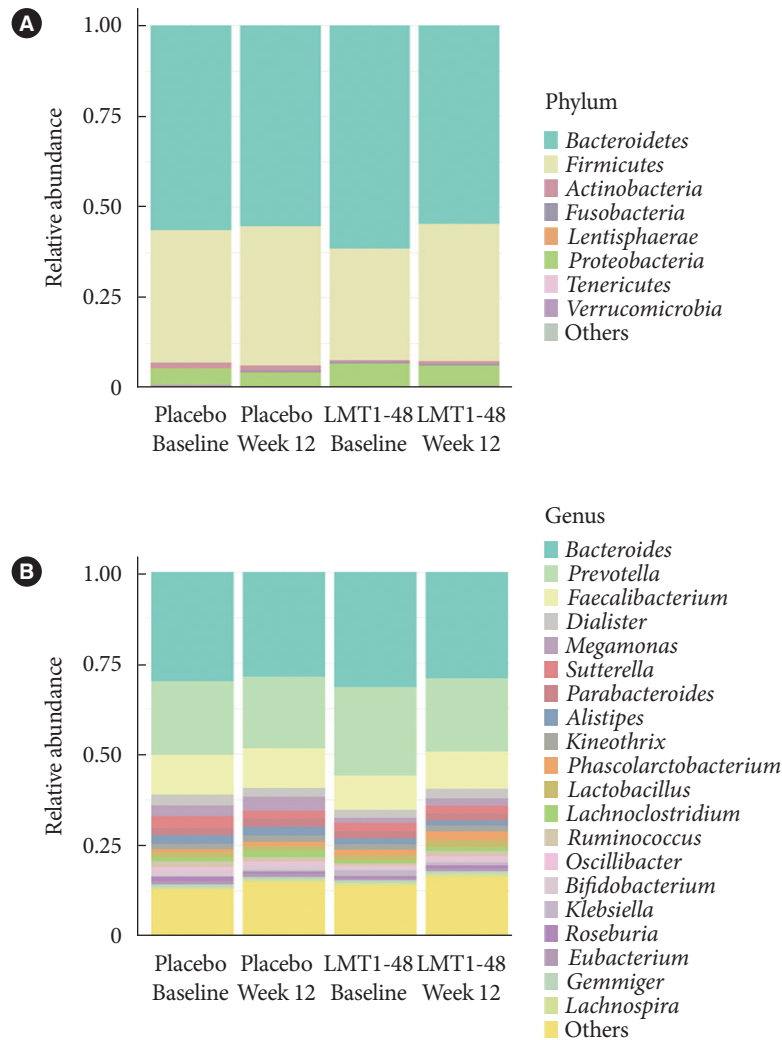 A
1.00
0.75
0.50
0.25
0
Relative abundance
Placebo Baseline
Placebo Week 12
LMT1-48 Baseline
LMT1-48 Week 12
Phylum
Bacteroidetes
Firmicutes
Actinobacteria
Fusobacteria
Lentisphaerae
Proteobacteria
Tenericutes
Verrucomicrobia
Others
B
1.00
0.75
0.50
0.25
0
Relative abundance
Placebo Baseline
Placebo Week 12
LMT1-48 Baseline
LMT1-48 Week 12
Genus
Bacteroides
Prevotella
Faecalibacterium
Dialister
Megamonas
Sutterella
Parabacteroides
Alistipes
Kineothrix
Phascolarctobacterium
Lactobacillus
Lachnoclostridium
Ruminococcus
Oscillibacter
Bifidobacterium
Klebsiella
Roseburia
Eubacterium
Gemmiger
Lachnospira
Others